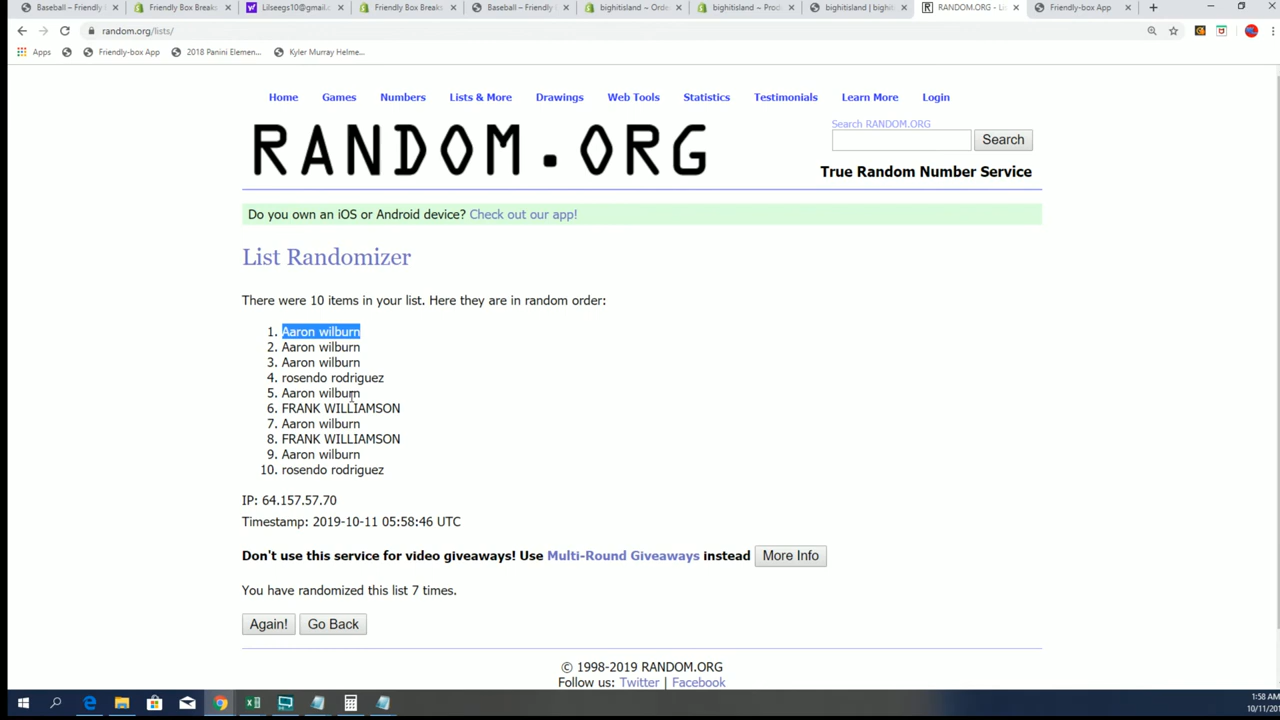 Baseball – Friendly
Friendly Box Breaks
Lilseegs10@gmail.c
Friendly Box Breaks
Baseball – Friendly
bighitisland ~ Orde
bighitisland ~ Prod
bighitisland | bighit
RANDOM.ORG - Li
Friendly-box App
random.org/lists/
Apps
Friendly-box App
2018 Panini Elemen...
Kyler Murray Helme...
Home
Games
Numbers
Lists & More
Drawings
Web Tools
Statistics
Testimonials
Learn More
Login
RANDOM.ORG
Search RANDOM.ORG
Search
True Random Number Service
Do you own an iOS or Android device? Check out our app!
List Randomizer
There were 10 items in your list. Here they are in random order:
1. Aaron wilburn
2. Aaron wilburn
3. Aaron wilburn
4. rosendo rodriguez
5. Aaron wilburn
6. FRANK WILLIAMSON
7. Aaron wilburn
8. FRANK WILLIAMSON
9. Aaron wilburn
10. rosendo rodriguez
IP: 64.157.57.70
Timestamp: 2019-10-11 05:58:46 UTC
Don't use this service for video giveaways! Use Multi-Round Giveaways instead
More Info
You have randomized this list 7 times.
Again!
Go Back
© 1998-2019 RANDOM.ORG
Follow us: Twitter | Facebook
1:58 AM
10/11/201